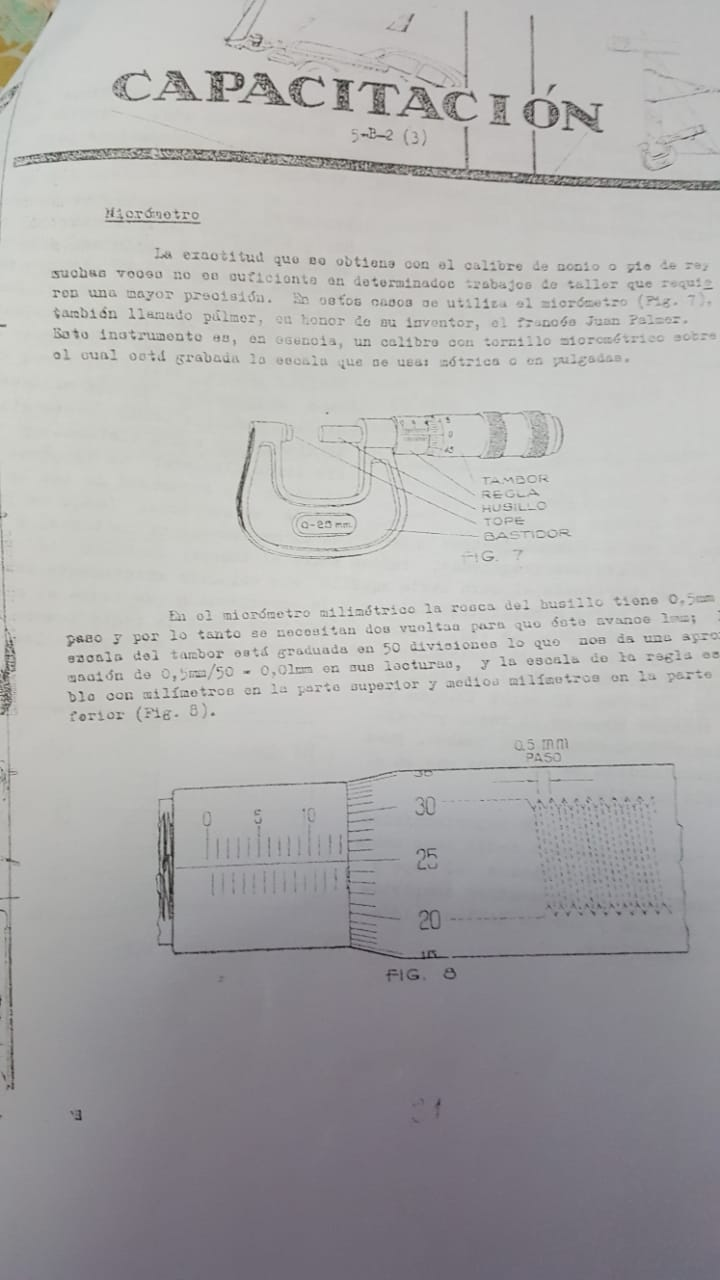 CAPACITACIÓN
5-B-2 (3)
Micrómetro
La exactitud que se obtiene con el calibre de nonio o pie de rey
muchas veces no es suficiente en determinados trabajos de taller que requie
ren una mayor precisión. En estos casos se utiliza el micrómetro (Fig. 7),
también llamado pálmer, en honor de su inventor, el francés Juan Palmer.
Este instrumento es, en esencia, un calibre con tornillo micrométrico sobre
el cual está grabada la escala que se usa: métrica o en pulgadas.
5
0
45
0-25 mm.
TAMBOR
REGLA
HUSILLO
TOPE
BASTIDOR
FIG. 7
En el micrómetro milimétrico la rosca del husillo tiene 0,5mm
paso y por lo tanto se necesitan dos vueltas para que éste avance 1mm;
escala del tambor está graduada en 50 divisiones lo que nos da una apro
mación de 0,5mm/50 = 0,01mm en sus lecturas, y la escala de la regla es
ble con milímetros en la parte superior y medios milímetros en la parte
ferior (Fig. 8).
0.5 mm
PASO
0 5 10
30
25
20
FIG. 8